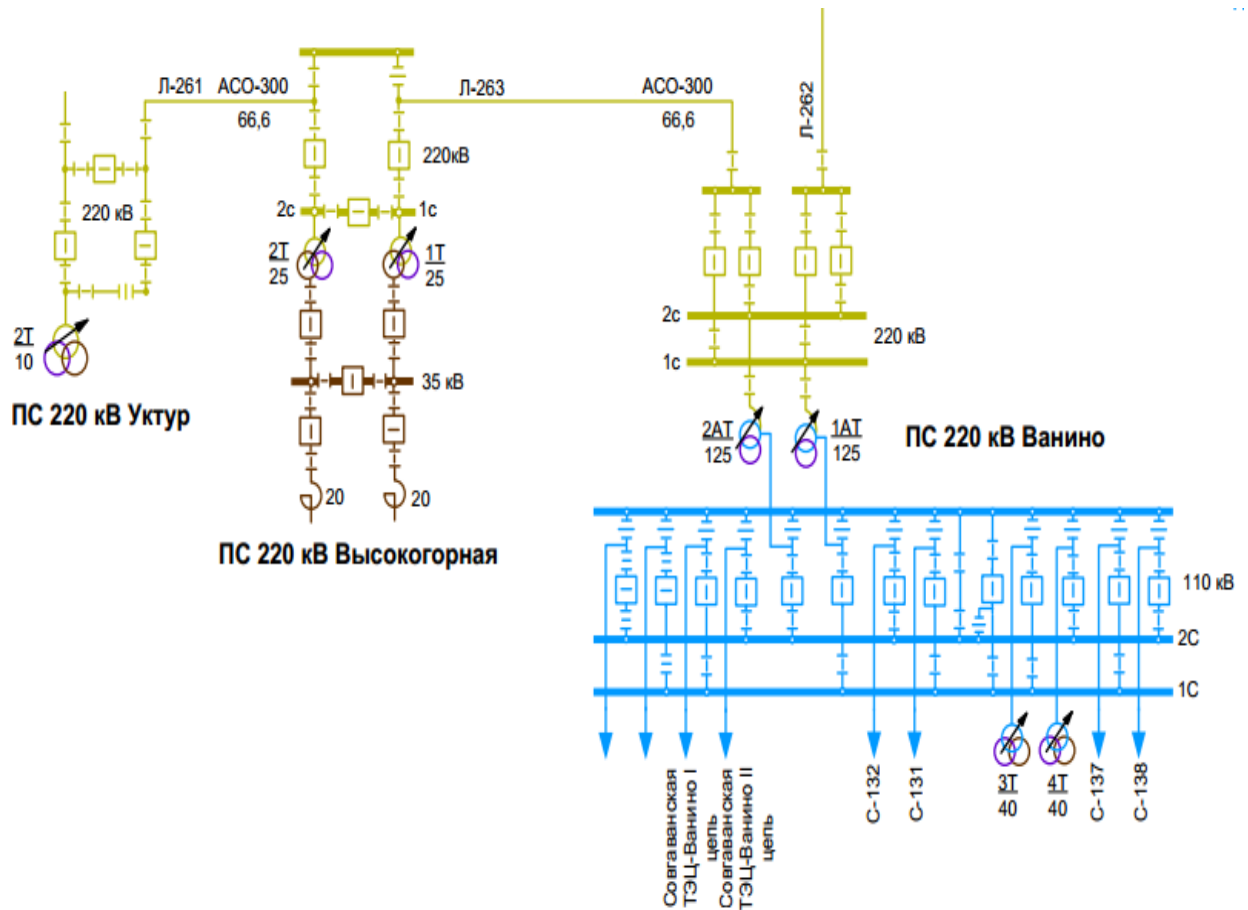 Л-261
АСО-300
66,6
220 кВ
2Т
10
ПС 220 кВ Уктур
220кВ
2с
1с
2Т
25
1Т
25
35 кВ
20
20
ПС 220 кВ Высокогорная
Л-263
АСО-300
66,6
Л-262
2с
220 кВ
1с
2АТ
125
1АТ
125
ПС 220 кВ Ванино
110 кВ
2С
1С
Совгаванская
ТЭЦ-Ванино I
цепь
Совгаванская
ТЭЦ-Ванино II
цепь
С-132
С-131
3Т
40
4Т
40
С-137
С-138